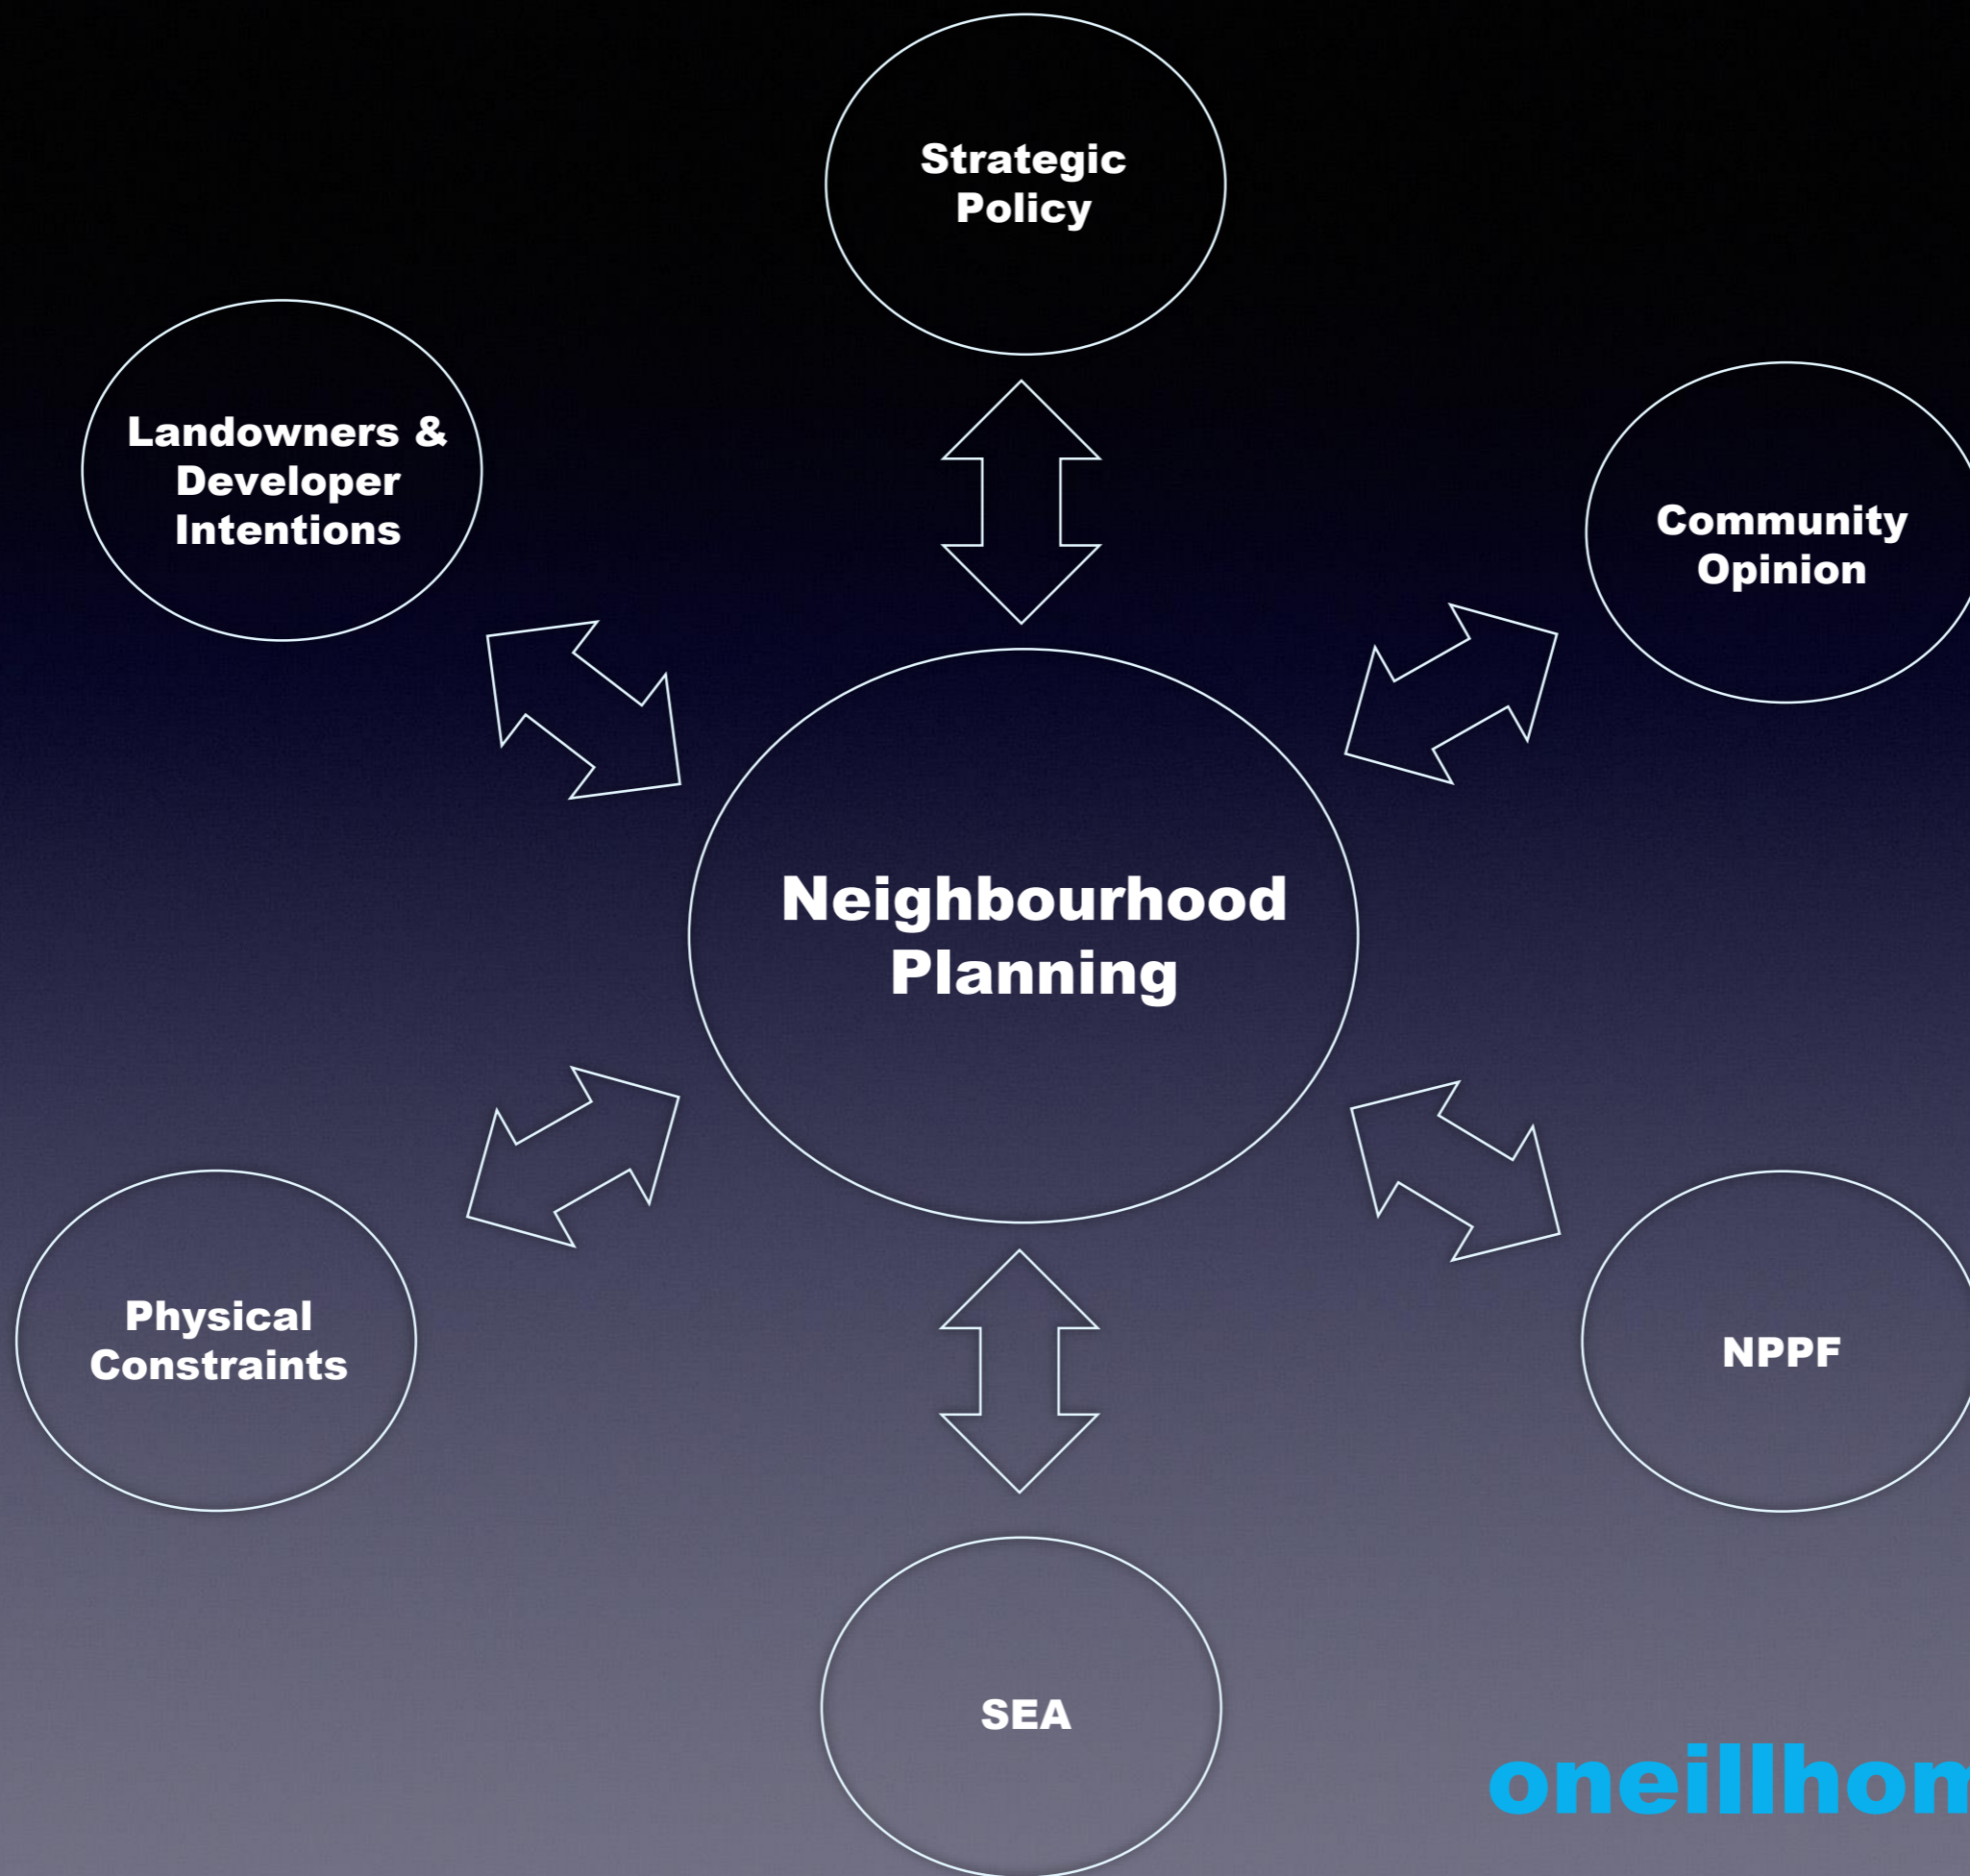 Strategic
Policy
Landowners &
Developer
Intentions
Community
Opinion
Neighbourhood
Planning
Physical
Constraints
NPPF
SEA